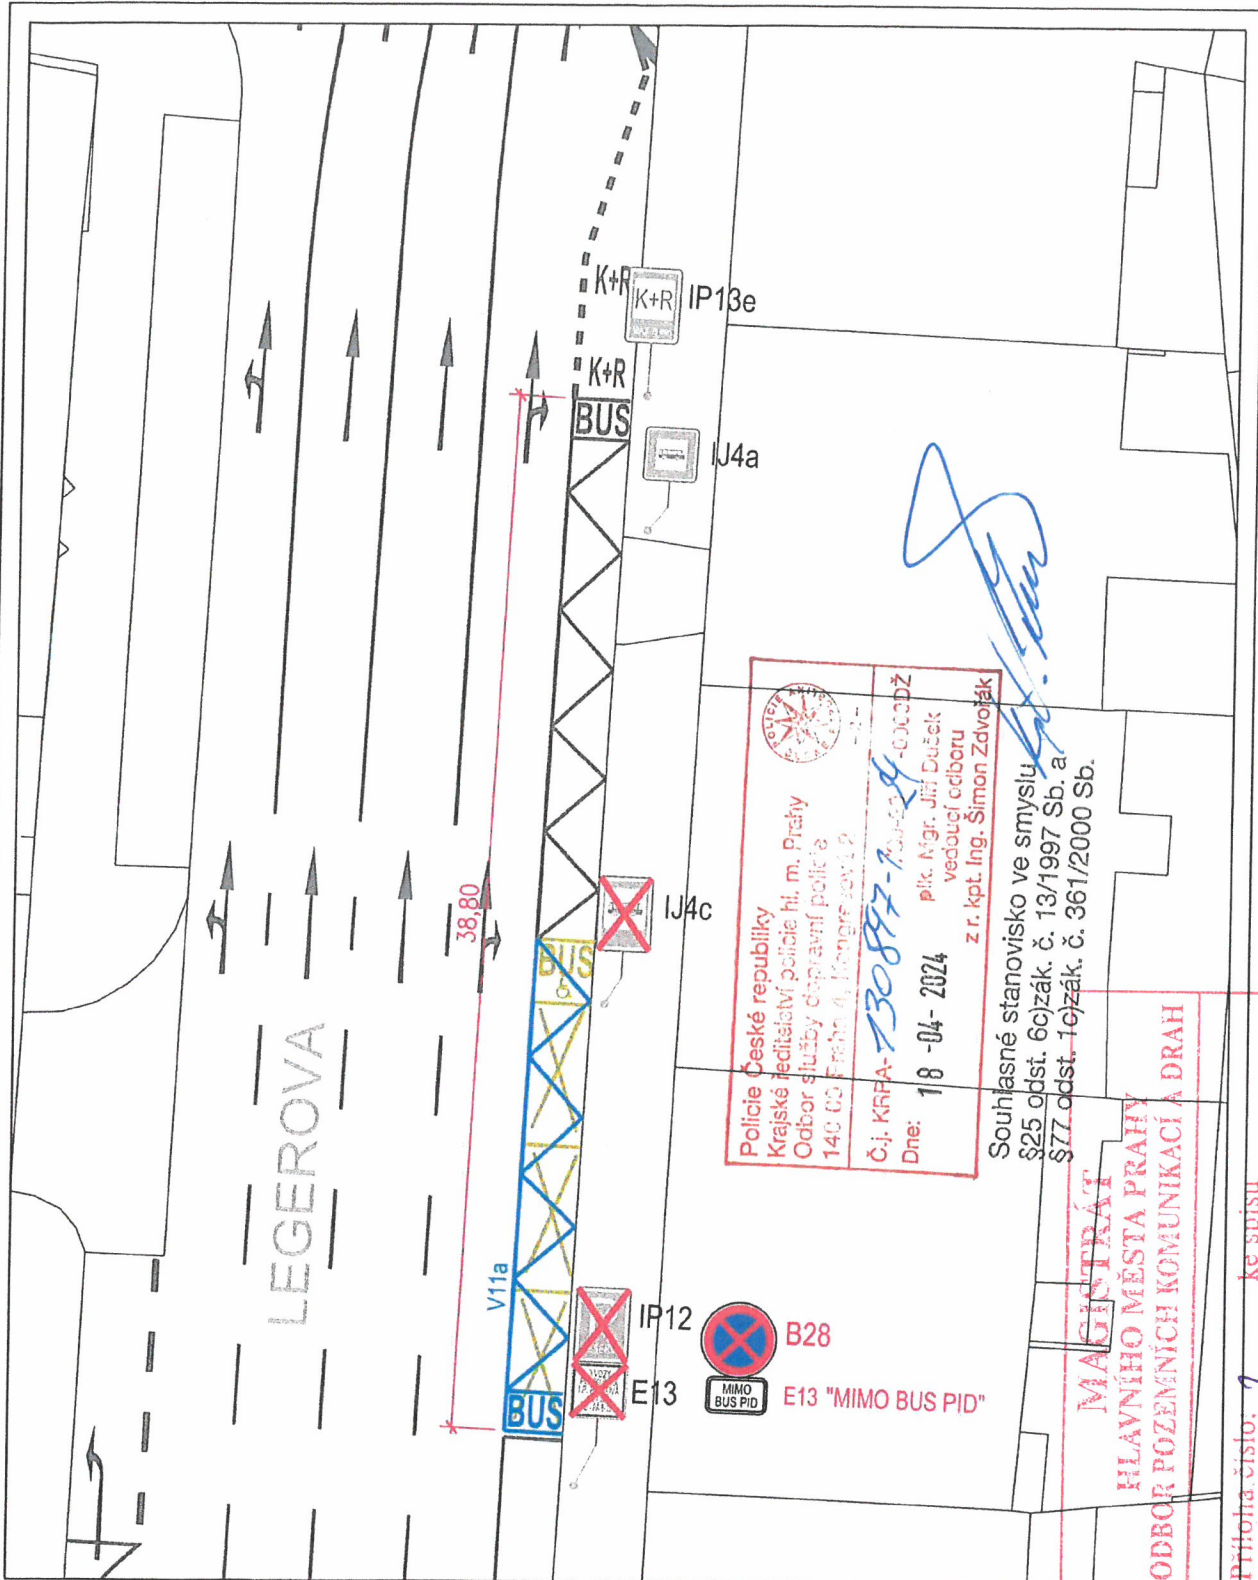 LEGEROVA
38,80
V11a
K+R
K+R
K+R
IP13e
BUS
IJ4a
IJ4c
BUS
IP12
E13
BUS
B28
MIMO
BUS PID
E13 "MIMO BUS PID"
Policie České republiky
Krajské ředitelství policie hl. m. Prahy
Odbor služby dopravní policie
140 00 Praha 4, Kongresová 2
Č.j. KRPA-130897-1
Dne: 18 -04- 2024
plk. Mgr. Jiří Dušek
vedoucí odboru
z r. kpt. Ing. Šimon Zdvořák
Souhlasné stanovisko ve smyslu
§25 odst. 6c)zák. č. 13/1997 Sb. a
§77 odst. 1c)zák. č. 361/2000 Sb.
MAGISTRÁT
HLAVNÍHO MĚSTA PRAHY
ODBOR POZEMNÍCH KOMUNIKACÍ A DRAH
Příloha číslo: 2 ke spisu